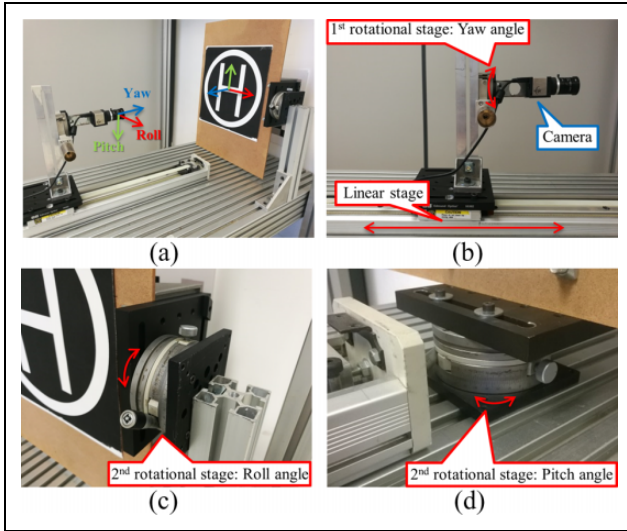 Yaw
Roll
Pitch
H
(a)
1st rotational stage: Yaw angle
Camera
Linear stage
(b)
2nd rotational stage: Roll angle
(c)
2nd rotational stage: Pitch angle
(d)